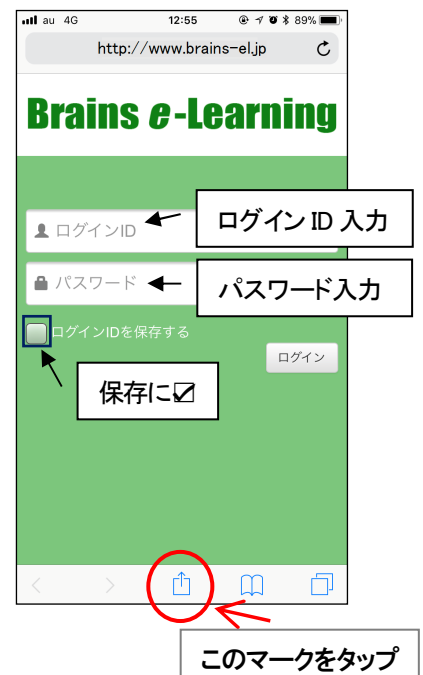 au 4G 12:55 89%
http://www.brains-el.jp
Brains e-Learning
ログインID
ログイン ID 入力
パスワード
パスワード入力
ログインIDを保存する
ログイン
保存に☑
このマークをタップ